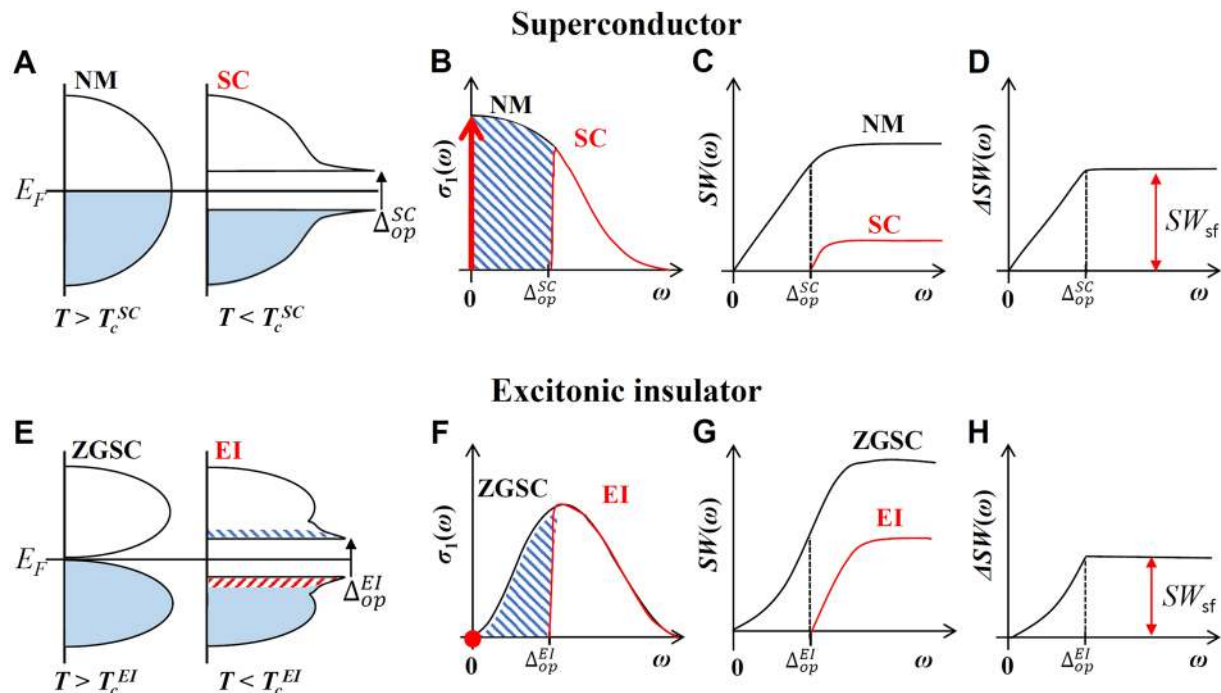 Superconductor
A
NM
SC
E_F
Δ_op^SC
T > T_c^SC
T < T_c^SC
B
NM
SC
σ₁(ω)
0
Δ_op^SC
ω
C
NM
SC
SW(ω)
0
Δ_op^SC
ω
D
ΔSW(ω)
SW_sf
0
Δ_op^SC
ω
Excitonic insulator
E
ZGSC
EI
E_F
Δ_op^EI
T > T_c^EI
T < T_c^EI
F
ZGSC
EI
σ₁(ω)
0
Δ_op^EI
ω
G
ZGSC
EI
SW(ω)
0
Δ_op^EI
ω
H
ΔSW(ω)
SW_sf
0
Δ_op^EI
ω